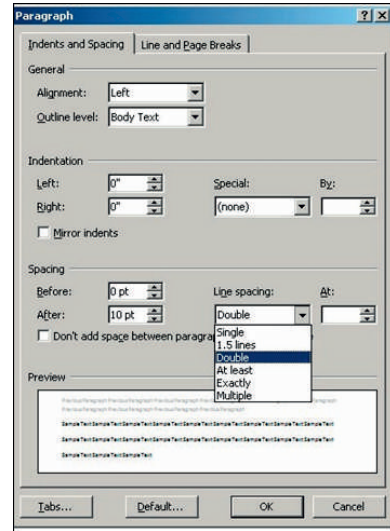 Paragraph
Indents and Spacing Line and Page Breaks
General
Alignment: Left
Outline level: Body Text
Indentation
Left: 0" Special: By:
Right: 0" (none)
Mirror indents
Spacing
Before: 0 pt Line spacing: At:
After: 10 pt Double
Don't add space between paragra
Single
1.5 lines
Double
At least
Exactly
Multiple
Preview
Sample Text Sample Text Sample Text Sample Text Sample Text Sample Text Sample Text Sample Text Sample Text
Sample Text Sample Text Sample Text Sample Text Sample Text Sample Text Sample Text Sample Text Sample Text
Sample Text Sample Text Sample Text
Tabs... Default... OK Cancel